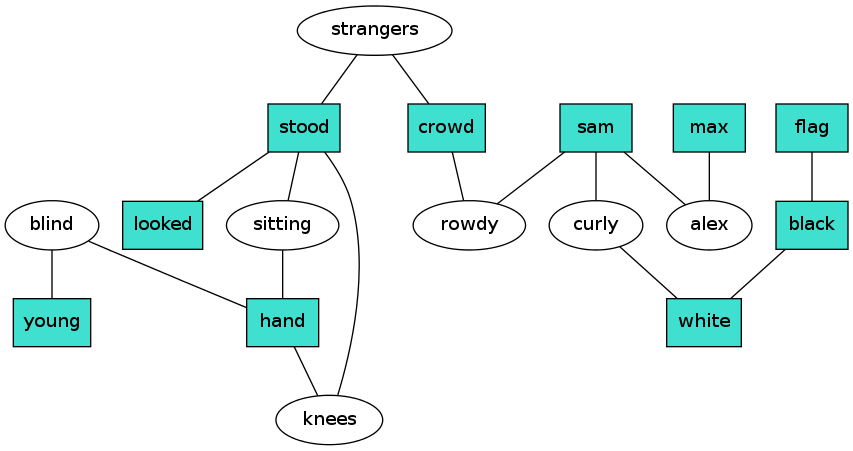 strangers
stood
crowd
sam
max
flag
blind
looked
sitting
rowdy
curly
alex
black
young
hand
white
knees